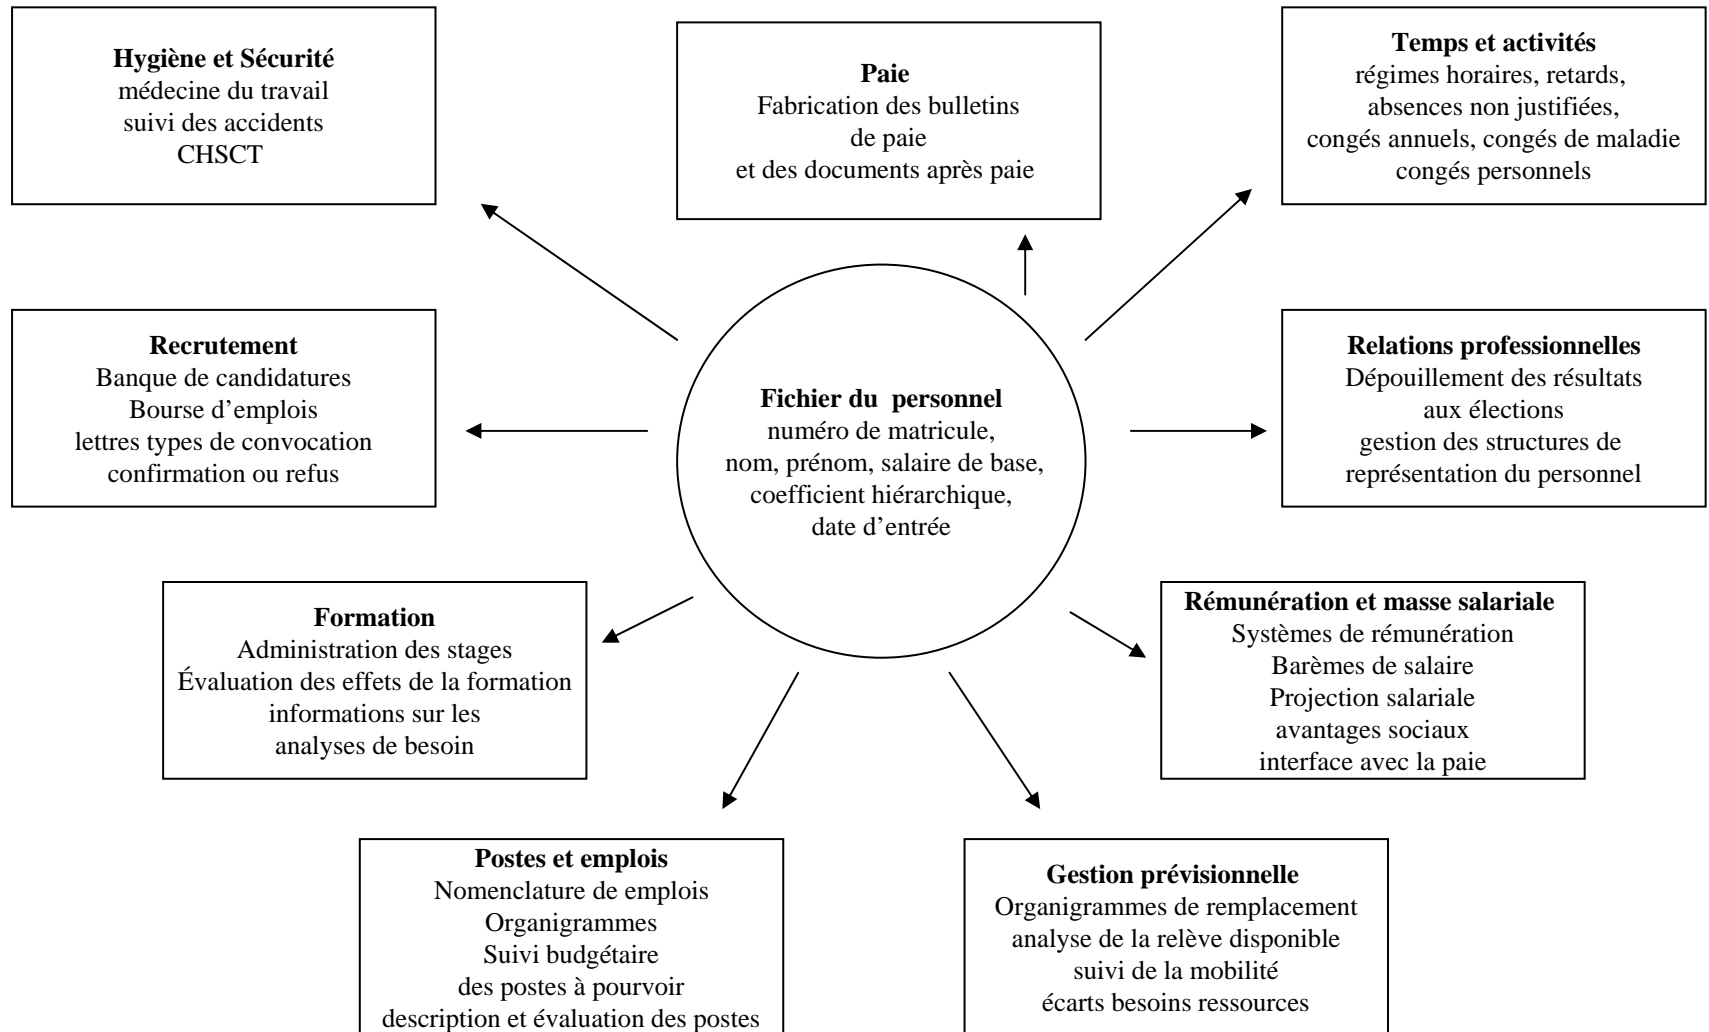 Hygiène et Sécurité
médecine du travail
suivi des accidents
CHSCT
Paie
Fabrication des bulletins
de paie
et des documents après paie
Temps et activités
régimes horaires, retards,
absences non justifiées,
congés annuels, congés de maladie
congés personnels
Recrutement
Banque de candidatures
Bourse d’emplois
lettres types de convocation
confirmation ou refus
Fichier du  personnel
numéro de matricule,
nom, prénom, salaire de base,
coefficient hiérarchique,
date d’entrée
Relations professionnelles
Dépouillement des résultats
aux élections
gestion des structures de
représentation du personnel
Formation
Administration des stages
Évaluation des effets de la formation
informations sur les
analyses de besoin
Rémunération et masse salariale
Systèmes de rémunération
Barèmes de salaire
Projection salariale
avantages sociaux
interface avec la paie
Postes et emplois
Nomenclature de emplois
Organigrammes
Suivi budgétaire
des postes à pourvoir
description et évaluation des postes
Gestion prévisionnelle
Organigrammes de remplacement
analyse de la relève disponible
suivi de la mobilité
écarts besoins ressources